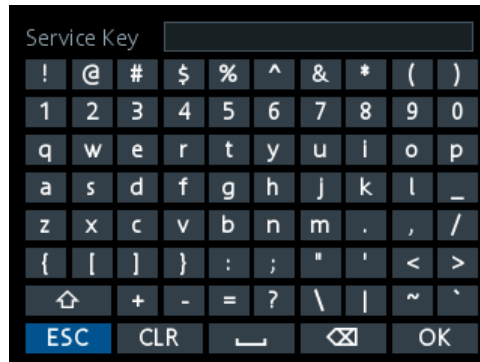 Service Key
! @ # $ % ^ & * ( )
1 2 3 4 5 6 7 8 9 0
q w e r t y u i o p
a s d f g h j k l _
z x c v b n m . , /
{ [ ] } : ; " ' < >
+ - = ? \ | ~ `
ESC CLR OK